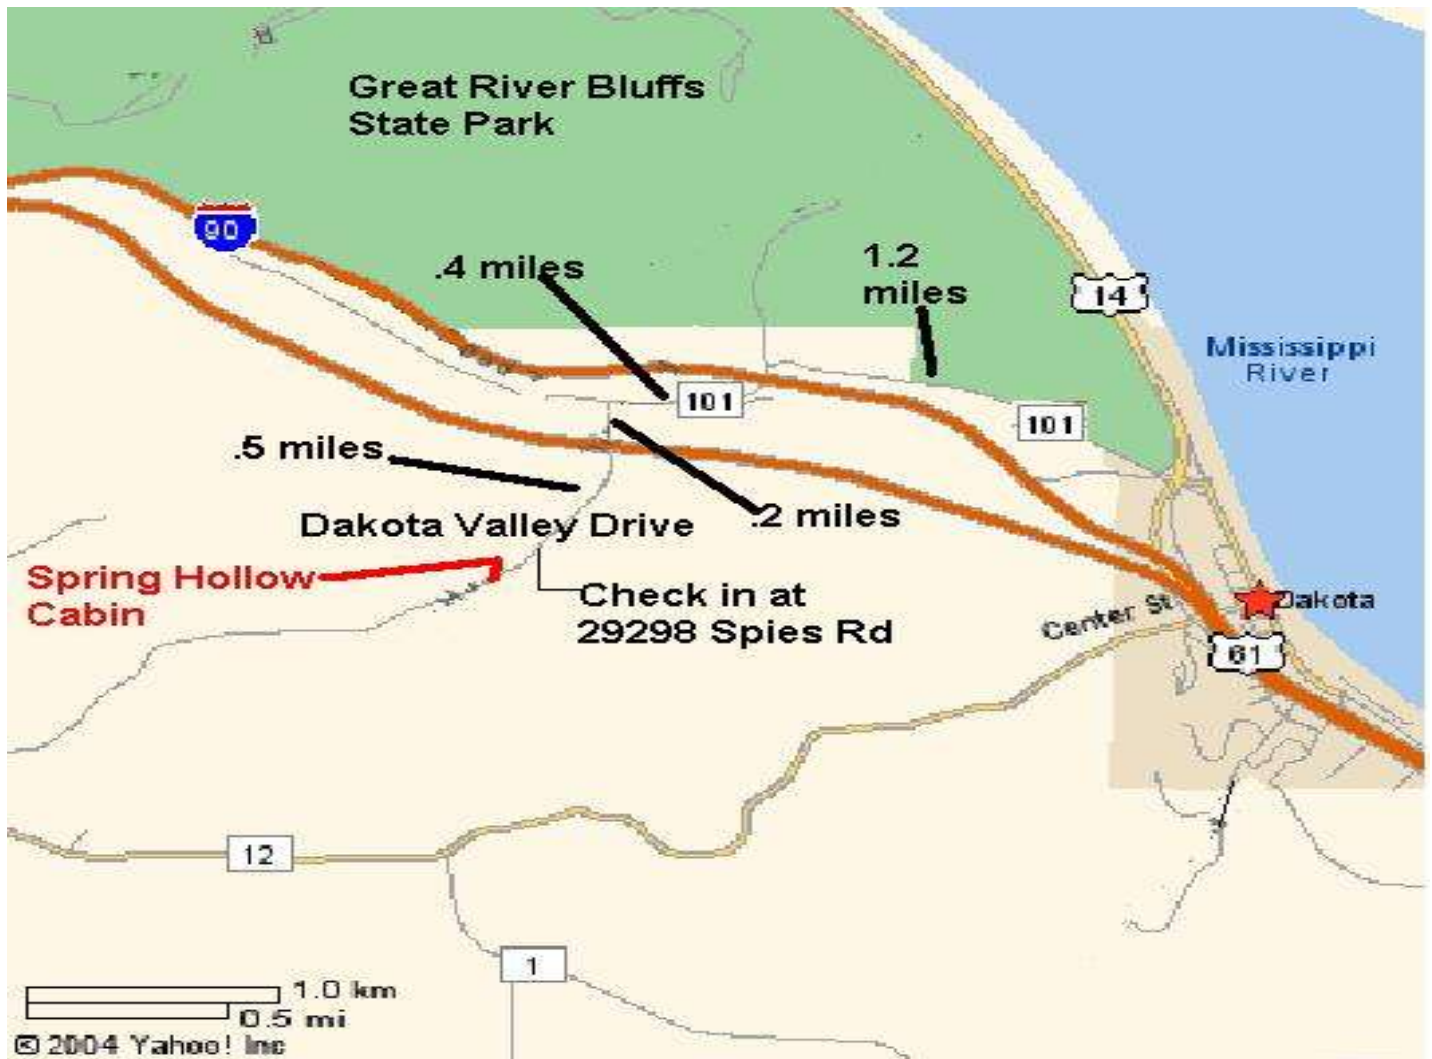 Great River Bluffs
State Park
90
.4 miles
1.2
miles
14
Mississippi
River
101
101
.5 miles
.2 miles
Dakota Valley Drive
Spring Hollow
Cabin
Check in at
29298 Spies Rd
Dakota
Center St
61
12
1
1.0 km
0.5 mi
© 2004 Yahoo! Inc